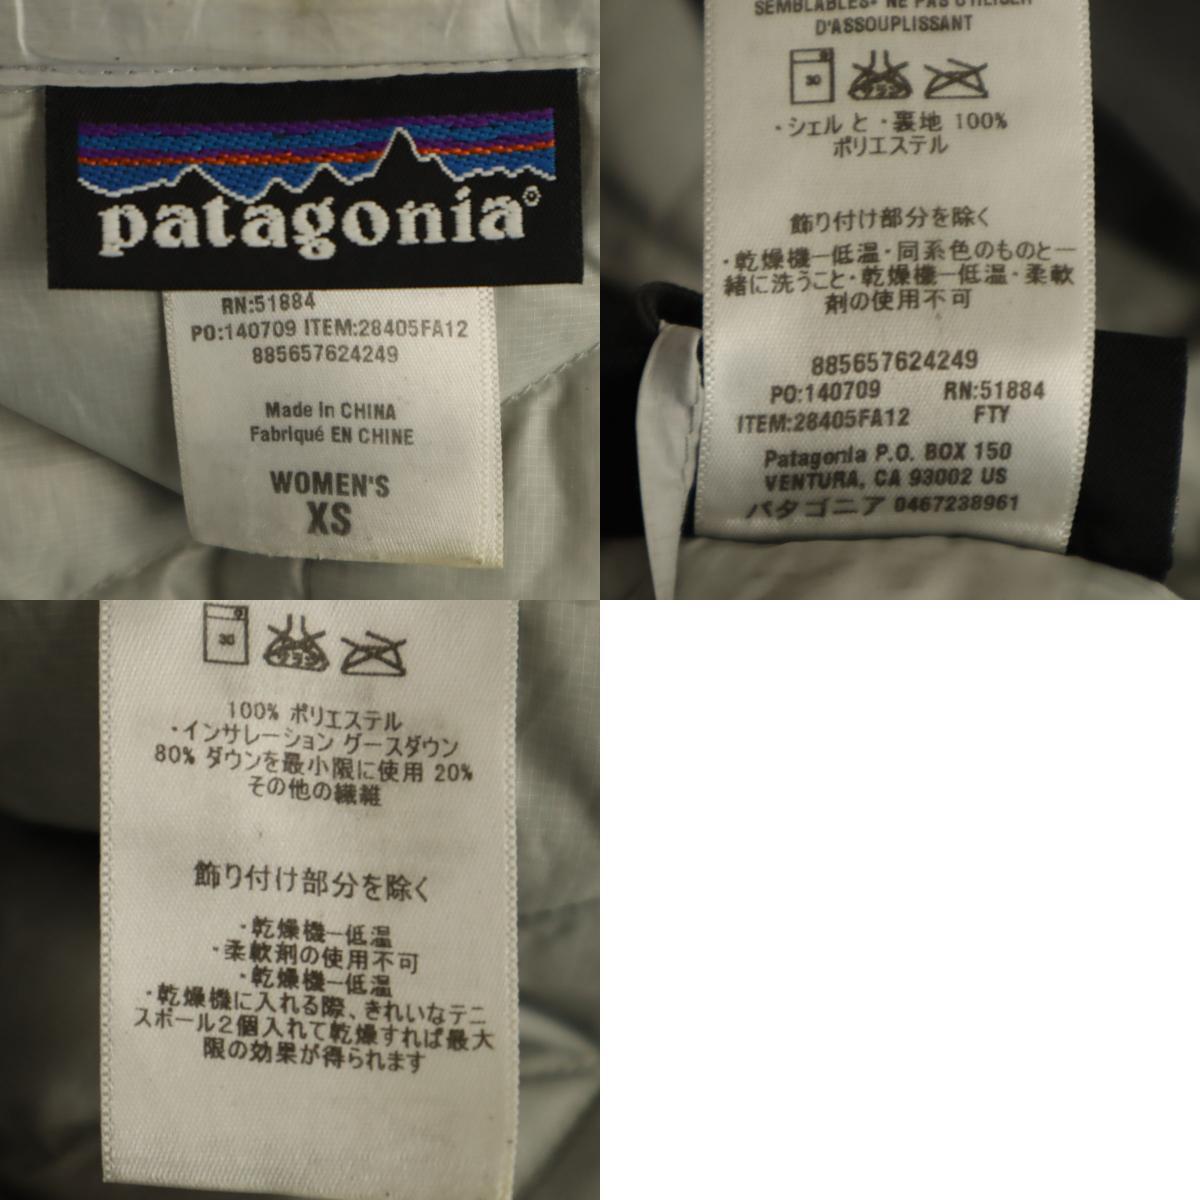 patagonia®
RN:51884
PO:140709 ITEM:28405FA12
885657624249
Made in CHINA
Fabriqué EN CHINE
WOMEN'S
XS
SEMBLABLES• NE PAS UTILISER
D'ASSOUPLISSANT
30
・シェル と ・裏地 100%
ポリエステル
飾り付け部分を除く
・乾燥機一低温・同系色のものと一
緒に洗うこと・乾燥機一低温・柔軟
剤の使用不可
885657624249
PO:140709 RN:51884
ITEM:28405FA12 FTY
Patagonia P.O. BOX 150
VENTURA, CA 93002 US
パタゴニア 0467238961
30
100% ポリエステル
・インサレーション グースダウン
80% ダウンを最小限に使用 20%
その他の繊維
飾り付け部分を除く
・乾燥機一低温
・柔軟剤の使用不可
・乾燥機一低温
・乾燥機に入れる際、きれいなテニ
スボール2個入れて乾燥すれば最大
限の効果が得られます